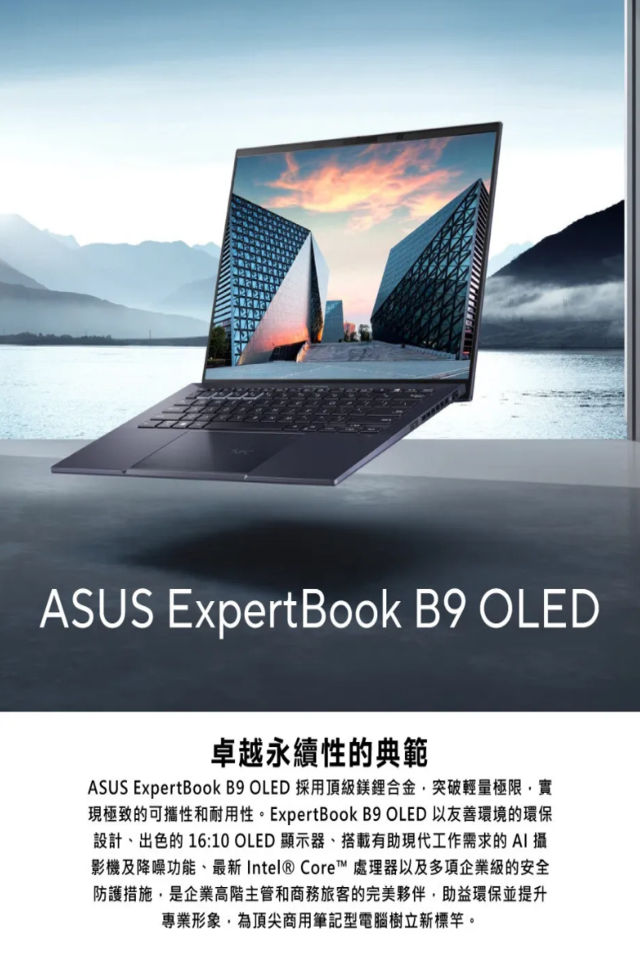 ASUS ExpertBook B9 OLED
卓越永續性的典範
ASUS ExpertBook B9 OLED 採用頂級鎂鋰合金，突破輕量極限，實
現極致的可攜性和耐用性。ExpertBook B9 OLED 以友善環境的環保
設計、出色的 16:10 OLED 顯示器、搭載有助現代工作需求的 AI 攝
影機及降噪功能、最新 Intel® Core™ 處理器以及多項企業級的安全
防護措施，是企業高階主管和商務旅客的完美夥伴，助益環保並提升
專業形象，為頂尖商用筆記型電腦樹立新標竿。